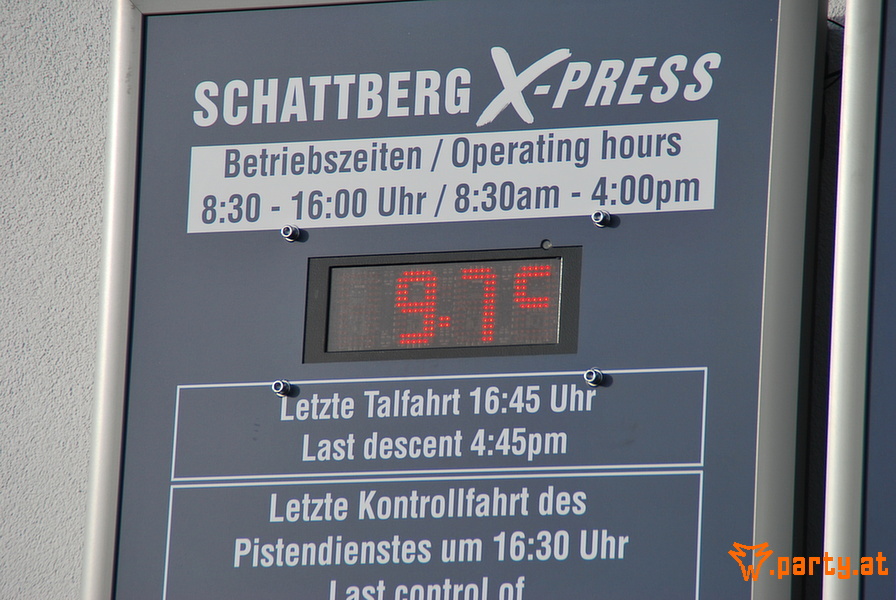 SCHATTBERG X-PRESS
Betriebszeiten / Operating hours
8:30 - 16:00 Uhr / 8:30am - 4:00pm
9.7c
Letzte Talfahrt 16:45 Uhr
Last descent 4:45pm
Letzte Kontrollfahrt des
Pistendienstes um 16:30 Uhr
Last control of
w.party.at